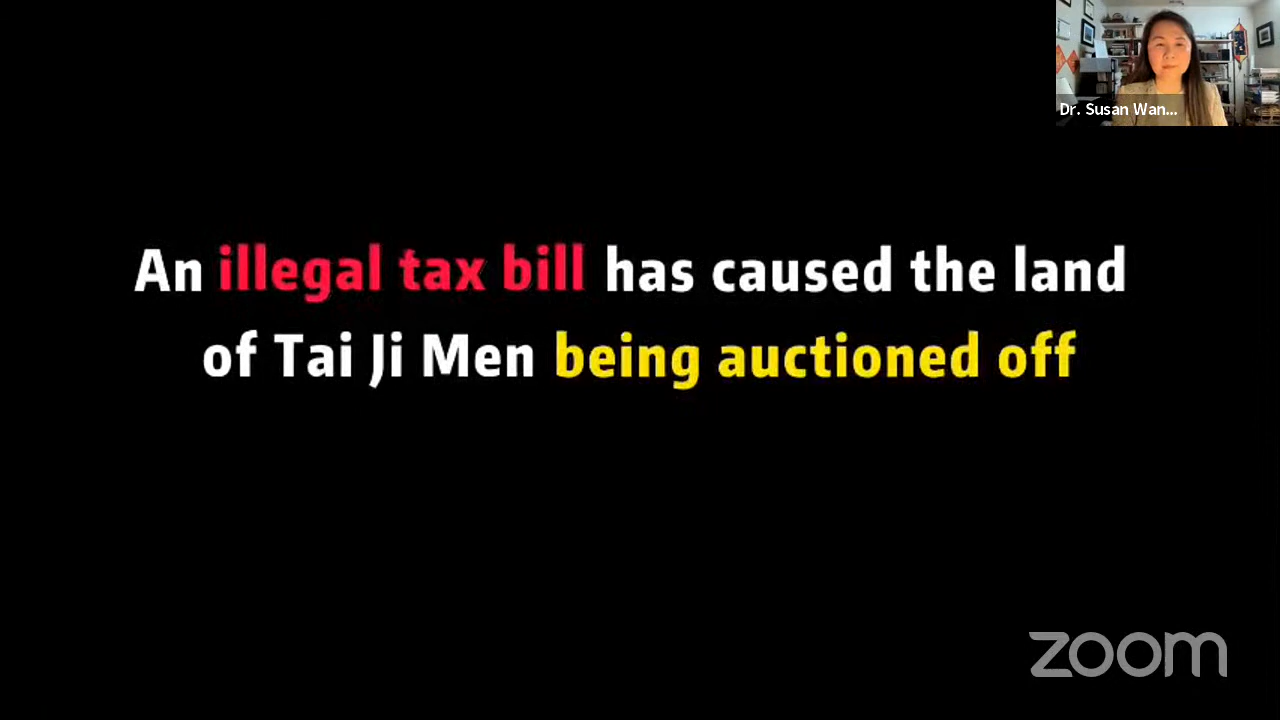 Dr. Susan Wan...
An illegal tax bill has caused the land
of Tai Ji Men being auctioned off
zoom